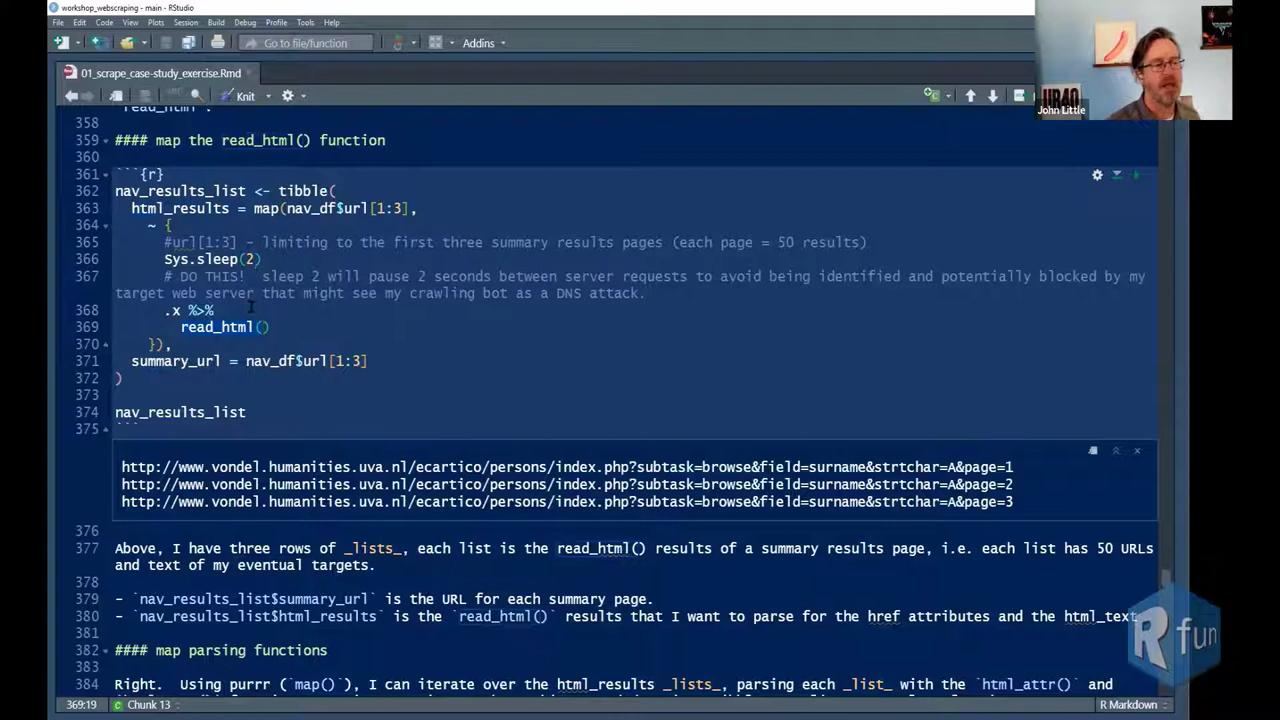 workshop_webscraping - main - RStudio
File Edit Code View Plots Session Build Debug Profile Tools Help
Go to file/function
Addins
01_scrape_case-study_exercise.Rmd
Knit
UB40
John Little
`read_html`.
358
359 #### map the read_html() function
360
361 ```{r}
362 nav_results_list <- tibble(
363 html_results = map(nav_df$url[1:3],
364 ~ {
365 #url[1:3] - limiting to the first three summary results pages (each page = 50 results)
366 Sys.sleep(2)
367 # DO THIS!  sleep 2 will pause 2 seconds between server requests to avoid being identified and potentially blocked by my
target web server that might see my crawling bot as a DNS attack.
368 .x %>%
369 read_html()
370 }),
371 summary_url = nav_df$url[1:3]
372 )
373
374 nav_results_list
375 ```
http://www.vondel.humanities.uva.nl/ecartico/persons/index.php?subtask=browse&field=surname&strtchar=A&page=1
http://www.vondel.humanities.uva.nl/ecartico/persons/index.php?subtask=browse&field=surname&strtchar=A&page=2
http://www.vondel.humanities.uva.nl/ecartico/persons/index.php?subtask=browse&field=surname&strtchar=A&page=3
376
377 Above, I have three rows of _lists_, each list is the read_html() results of a summary results page, i.e. each list has 50 URLs
and text of my eventual targets.
378
379 - `nav_results_list$summary_url` is the URL for each summary page.
380 - `nav_results_list$html_results` is the `read_html()` results that I want to parse for the href attributes and the html_text
381
382 #### map parsing functions
383
384 Right.  Using purrr (`map()`), I can iterate over the html_results _lists_, parsing each _list_ with the `html_attr()` and
R fun
369:19 Chunk 13 R Markdown